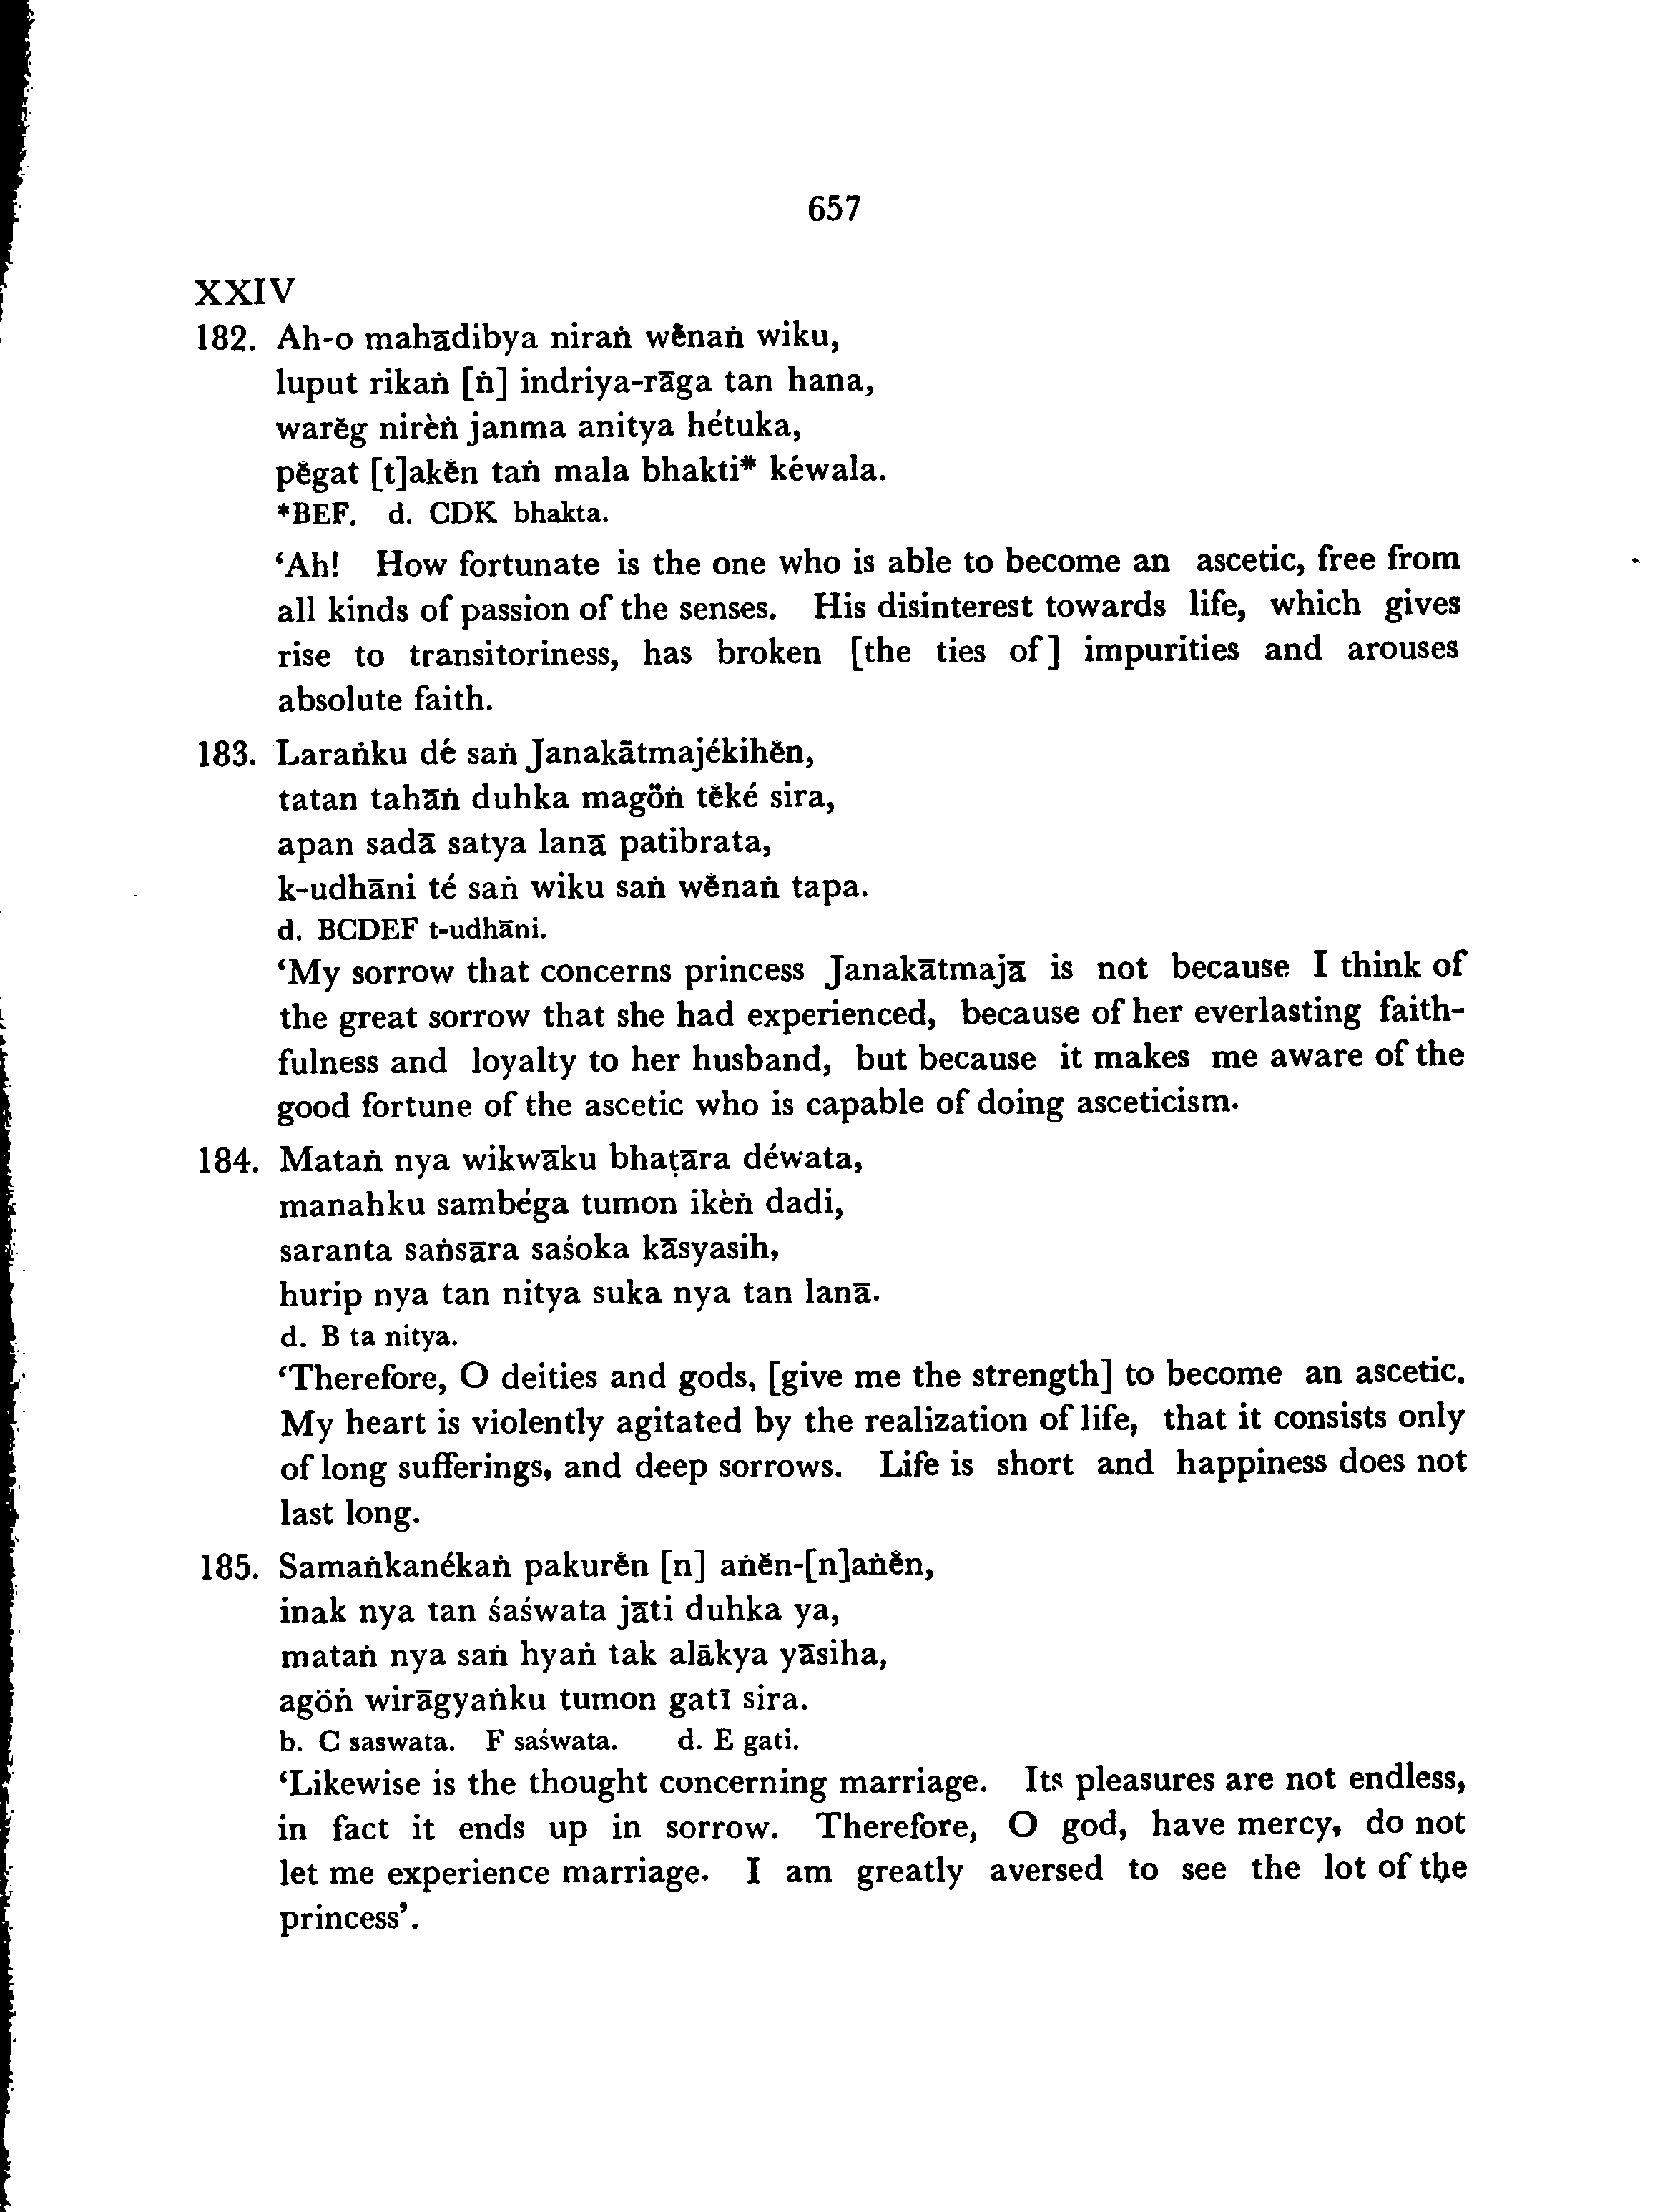 657
XXIV
182. Ah-o mahādibya niraṅ wĕnaṅ wiku,
luput rikaṅ [ṅ] indriya-rāga tan hana,
warĕg nirèṅ janma anitya hétuka,
pĕgat [t]akĕn taṅ mala bhakti* kéwala.
*BEF. d. CDK bhakta.
‘Ah! How fortunate is the one who is able to become an ascetic, free from
all kinds of passion of the senses. His disinterest towards life, which gives
rise to transitoriness, has broken [the ties of] impurities and arouses
absolute faith.
183. Laraṅku dé saṅ Janakātmajékihĕn,
tatan tahāṅ duhka magöṅ tĕké sira,
apan sadā satya lanā patibrata,
k-udhāni té saṅ wiku saṅ wĕnaṅ tapa.
d. BCDEF t-udhāni.
‘My sorrow that concerns princess Janakātmajā is not because I think of
the great sorrow that she had experienced, because of her everlasting faith-
fulness and loyalty to her husband, but because it makes me aware of the
good fortune of the ascetic who is capable of doing asceticism.
184. Mataṅ nya wikwāku bhaṭāra déwata,
manahku sambéga tumon ikèṅ dadi,
saranta saṅsāra saśoka kāsyasih,
hurip nya tan nitya suka nya tan lanā.
d. B ta nitya.
‘Therefore, O deities and gods, [give me the strength] to become an ascetic.
My heart is violently agitated by the realization of life, that it consists only
of long sufferings, and deep sorrows. Life is short and happiness does not
last long.
185. Samaṅkanékaṅ pakurĕn [n] aṅĕn-[n]aṅĕn,
inak nya tan śaśwata jāti duhka ya,
mataṅ nya saṅ hyaṅ tak alākya yāsiha,
agöṅ wirāgyaṅku tumon gatī sira.
b. C saswata. F saśwata. d. E gati.
‘Likewise is the thought concerning marriage. Its pleasures are not endless,
in fact it ends up in sorrow. Therefore, O god, have mercy, do not
let me experience marriage. I am greatly aversed to see the lot of the
princess’.